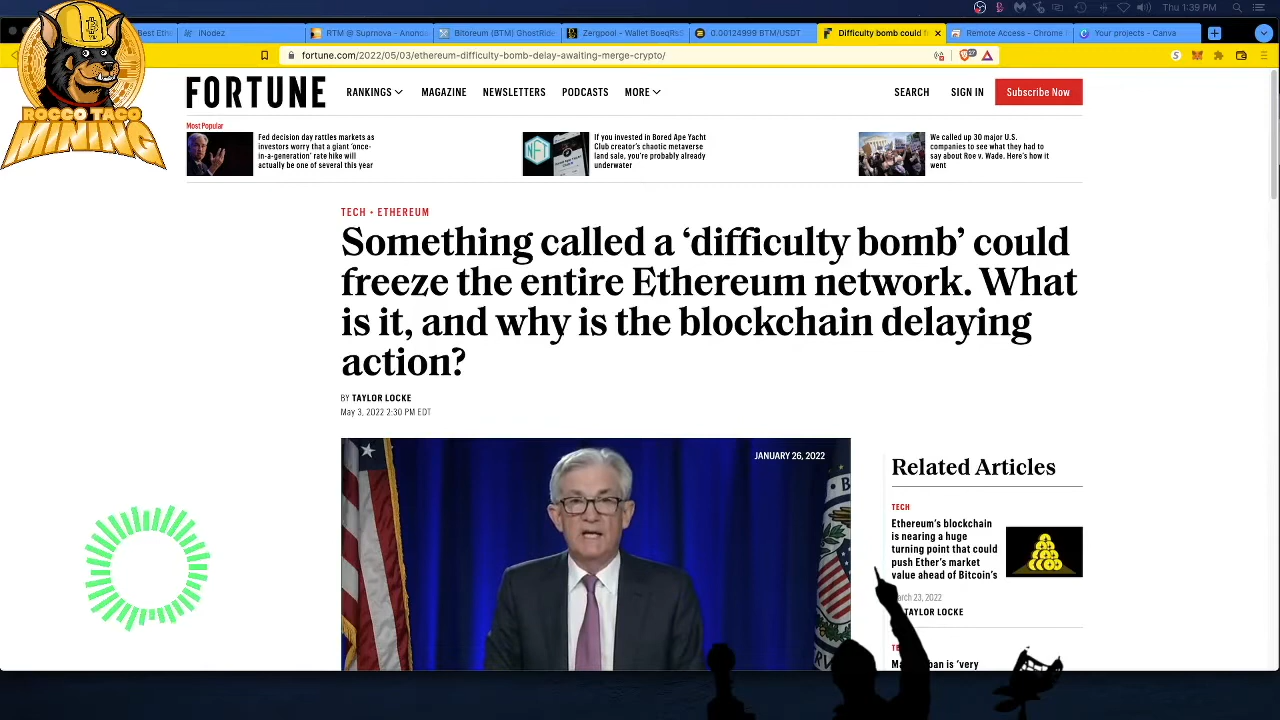 Thu 1:39 PM
Best Eth
iNodez
RTM @ Suprnova - Anono
Bitoreum (BTM) GhostRide
Zergpool - Wallet BoeqRsS
0.00124999 BTM/USDT
Difficulty bomb could f
Remote Access - Chrome
Your projects - Canva
fortune.com/2022/05/03/ethereum-difficulty-bomb-delay-awaiting-merge-crypto/
ROCCO TACO
MINING
FORTUNE
RANKINGS
MAGAZINE
NEWSLETTERS
PODCASTS
MORE
SEARCH
SIGN IN
Subscribe Now
Most Popular
Fed decision day rattles markets as
investors worry that a giant 'once-
in-a-generation' rate hike will
actually be one of several this year
If you invested in Bored Ape Yacht
Club creator's chaotic metaverse
land sale, you're probably already
underwater
We called up 30 major U.S.
companies to see what they had to
say about Roe v. Wade. Here's how it
went
NFT
TECH • ETHEREUM
Something called a ‘difficulty bomb’ could
freeze the entire Ethereum network. What
is it, and why is the blockchain delaying
action?
BY TAYLOR LOCKE
May 3, 2022 2:30 PM EDT
JANUARY 26, 2022
Related Articles
TECH
Ethereum's blockchain
is nearing a huge
turning point that could
push Ether's market
value ahead of Bitcoin's
March 23, 2022
TAYLOR LOCKE